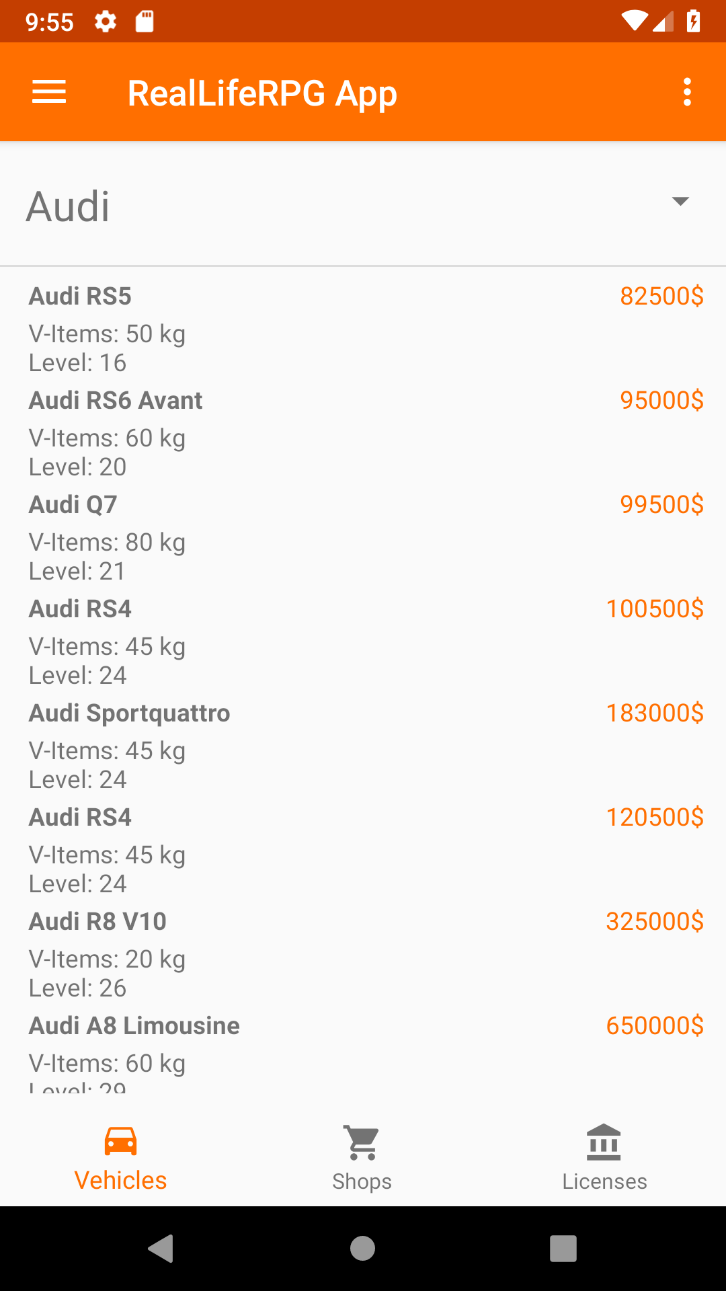 9:55
RealLifeRPG App
Audi
Audi RS5 82500$
V-Items: 50 kg
Level: 16
Audi RS6 Avant 95000$
V-Items: 60 kg
Level: 20
Audi Q7 99500$
V-Items: 80 kg
Level: 21
Audi RS4 100500$
V-Items: 45 kg
Level: 24
Audi Sportquattro 183000$
V-Items: 45 kg
Level: 24
Audi RS4 120500$
V-Items: 45 kg
Level: 24
Audi R8 V10 325000$
V-Items: 20 kg
Level: 26
Audi A8 Limousine 650000$
V-Items: 60 kg
Level: 29
Vehicles Shops Licenses